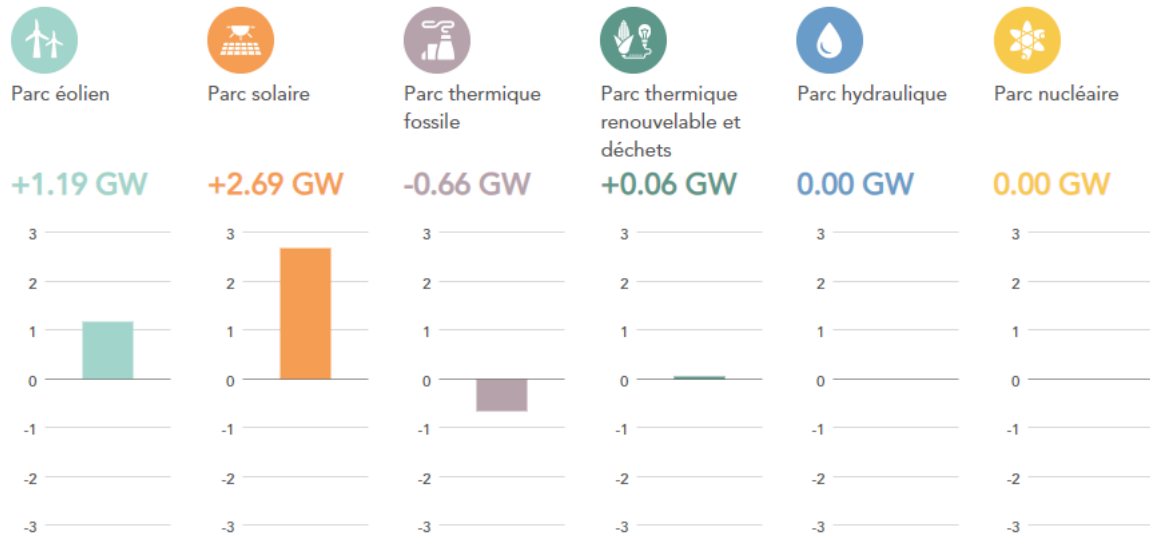 Parc éolien
Parc solaire
Parc thermique
fossile
Parc thermique
renouvelable et
déchets
Parc hydraulique
Parc nucléaire
+1.19 GW
+2.69 GW
-0.66 GW
+0.06 GW
0.00 GW
0.00 GW
3
2
1
0
-1
-2
-3
3
2
1
0
-1
-2
-3
3
2
1
0
-1
-2
-3
3
2
1
0
-1
-2
-3
3
2
1
0
-1
-2
-3
3
2
1
0
-1
-2
-3